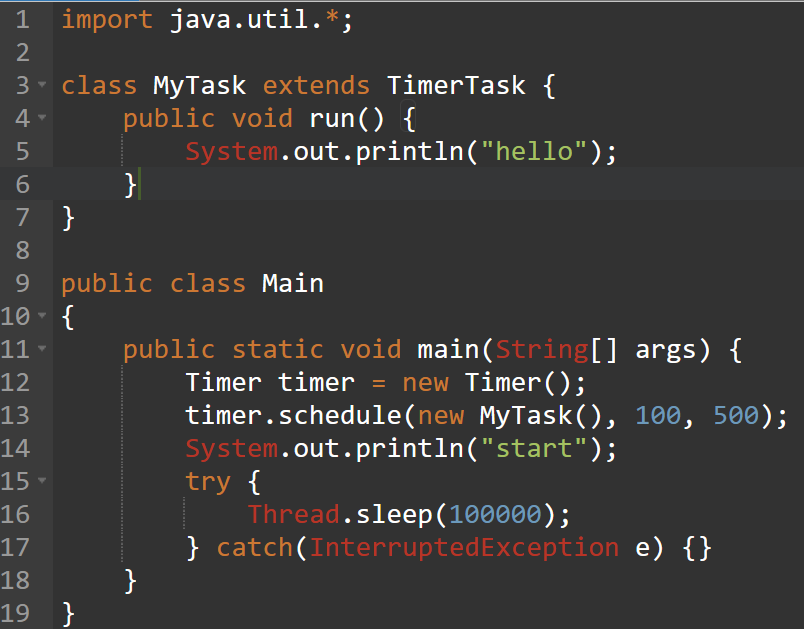 1 import java.util.*;
2
3 class MyTask extends TimerTask {
4     public void run() {
5         System.out.println("hello");
6     }
7 }
8
9 public class Main
10 {
11     public static void main(String[] args) {
12         Timer timer = new Timer();
13         timer.schedule(new MyTask(), 100, 500);
14         System.out.println("start");
15         try {
16             Thread.sleep(100000);
17         } catch(InterruptedException e) {}
18     }
19 }